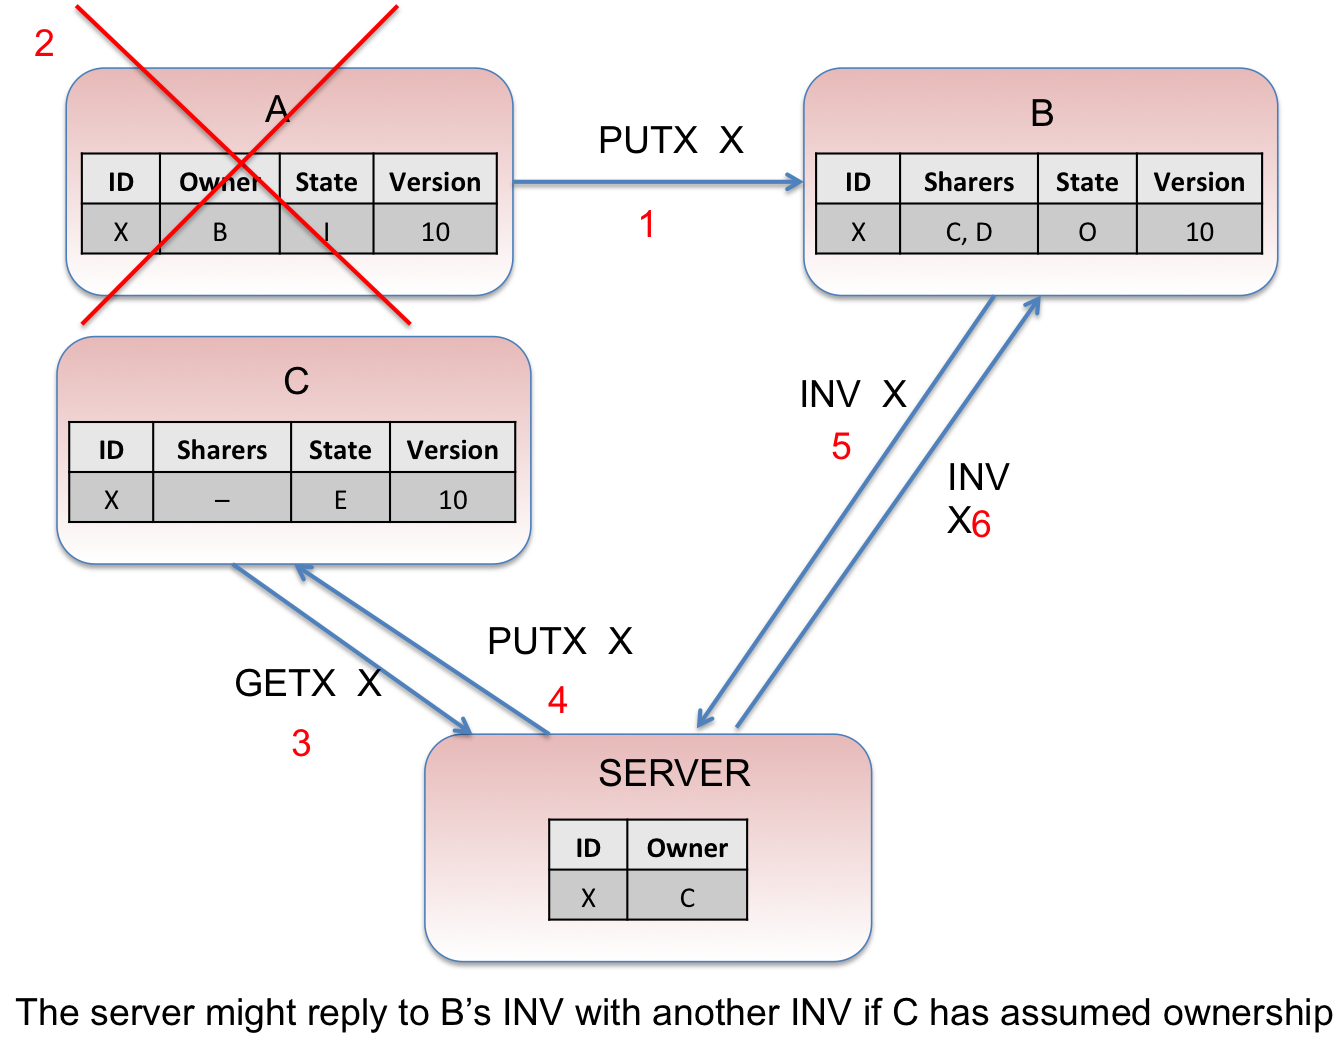 2
A
ID Owner State Version
X B I 10
PUTX X
1
B
ID Sharers State Version
X C, D O 10
C
ID Sharers State Version
X – E 10
INV X
5
INV
X6
PUTX X
4
GETX X
3
SERVER
ID Owner
X C
The server might reply to B’s INV with another INV if C has assumed ownership